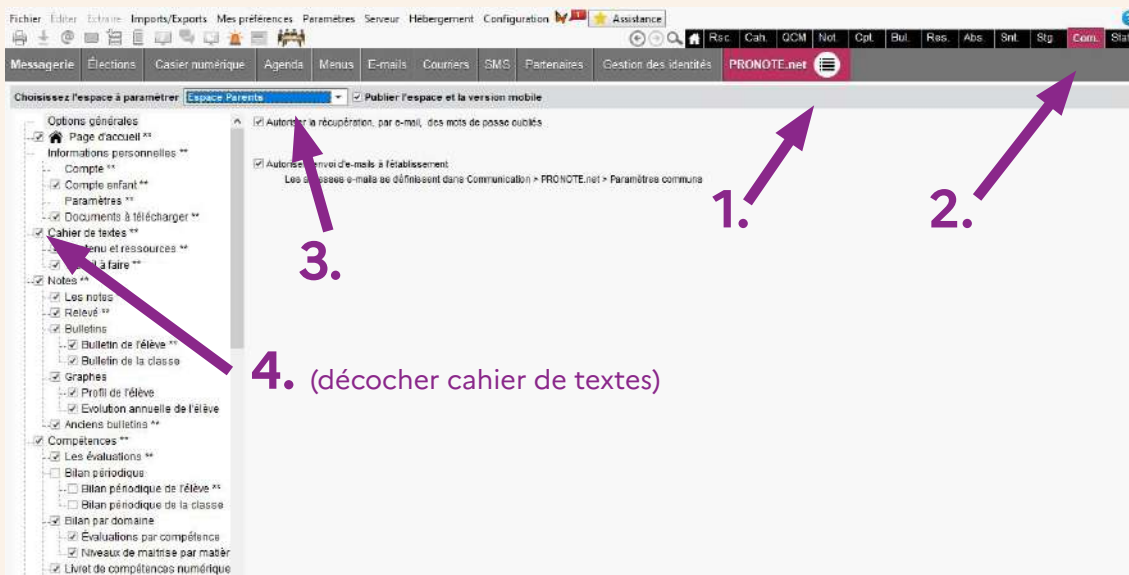 Fichier Editer Extraire Imports/Exports Mes préférences Paramètres Serveur Hébergement Configuration Assistance
Rsc. Cah. QCM Not. Cpt. Bul. Res. Abs. Snt. Stg. Com. Stat
Messagerie Élections Casier numérique Agenda Menus E-mails Courriers SMS Partenaires Gestion des identités PRONOTE.net
Choisissez l'espace à paramétrer Espace Parents Publier l'espace et la version mobile
Options générales
Page d'accueil **
Informations personnelles **
Compte **
Compte enfant **
Paramètres **
Documents à télécharger **
Cahier de textes **
enu et ressources **
à faire **
Notes **
Les notes
Relevé **
Bulletins
Bulletin de l'élève **
Bulletin de la classe
Graphes
Profil de l'élève
Evolution annuelle de l'élève
Anciens bulletins **
Compétences **
Les évaluations **
Bilan périodique
Bilan périodique de l'élève **
Bilan périodique de la classe
Bilan par domaine
Évaluations par compétence
Niveaux de maitrise par matièr
Livret de compétences numérique
la récupération, par e-mail, des mots de passe oubliés
Autoriser envoi d'e-mails à l'établissement
Les e-mails se définissent dans Communication > PRONOTE.net > Paramètres communs
1.
2.
3.
4. (décocher cahier de textes)